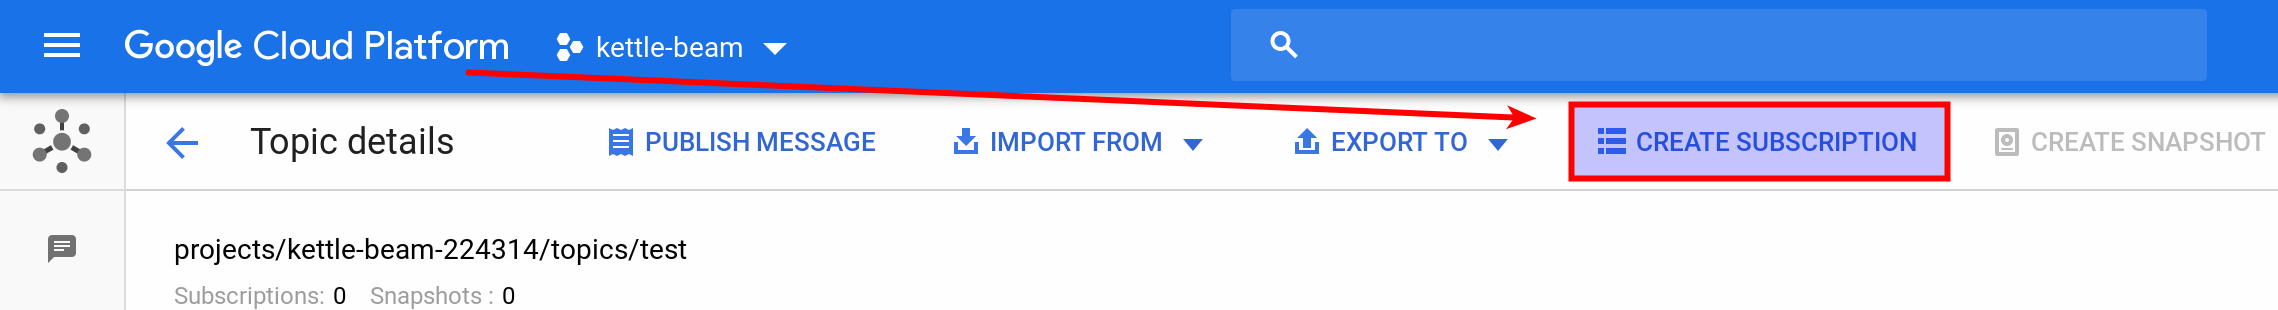 Google Cloud Platform kettle-beam
Topic details PUBLISH MESSAGE IMPORT FROM EXPORT TO CREATE SUBSCRIPTION CREATE SNAPSHOT
projects/kettle-beam-224314/topics/test
Subscriptions: 0 Snapshots : 0